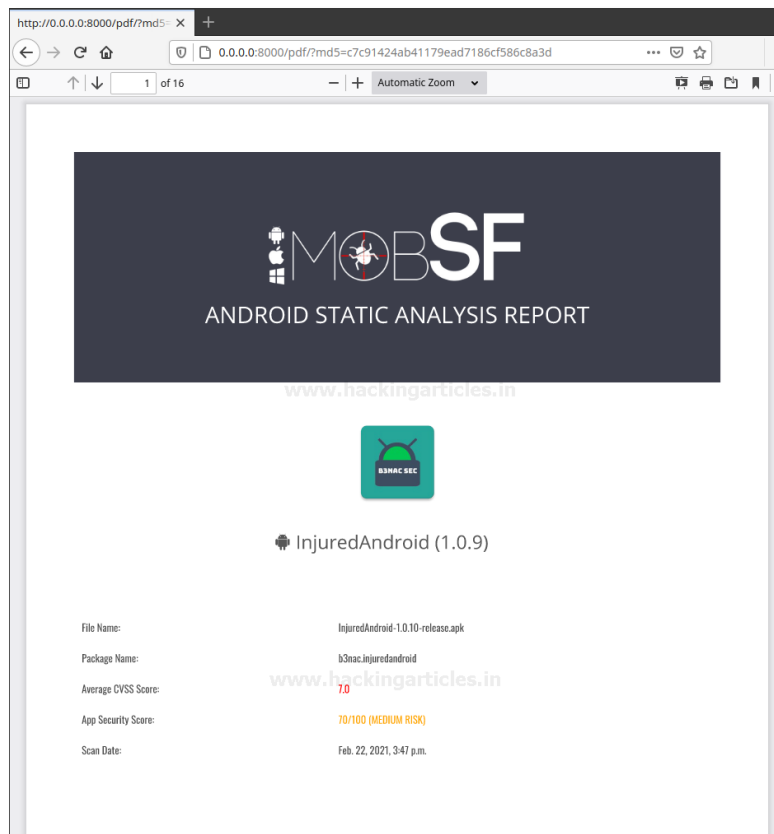 http://0.0.0.0:8000/pdf/?md5=
0.0.0.0:8000/pdf/?md5=c7c91424ab41179ead7186cf586c8a3d
1 of 16
Automatic Zoom
MOBSF
ANDROID STATIC ANALYSIS REPORT
www.hackingarticles.in
B3NAC SEC
InjuredAndroid (1.0.9)
File Name: InjuredAndroid-1.0.10-release.apk
Package Name: b3nac.injuredandroid
www.hackingarticles.in
Average CVSS Score: 7.0
App Security Score: 70/100 (MEDIUM RISK)
Scan Date: Feb. 22, 2021, 3:47 p.m.